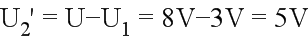 U₂' = U−U₁ = 8V−3V = 5V